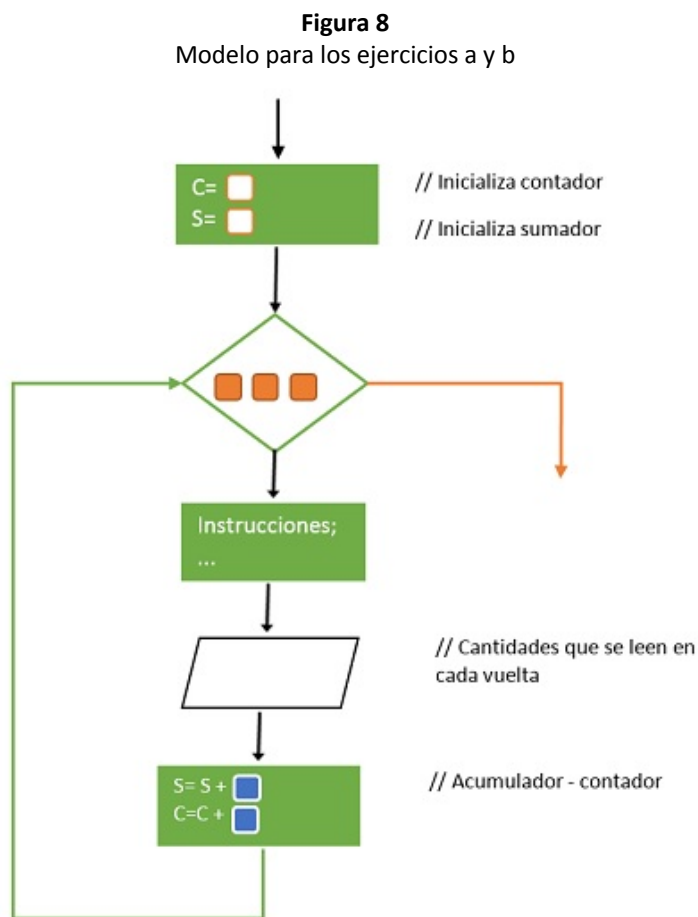 Figura 8
Modelo para los ejercicios a y b
C=
// Inicializa contador
S=
// Inicializa sumador
Instrucciones;
...
// Cantidades que se leen en
cada vuelta
S= S +
// Acumulador - contador
C=C +